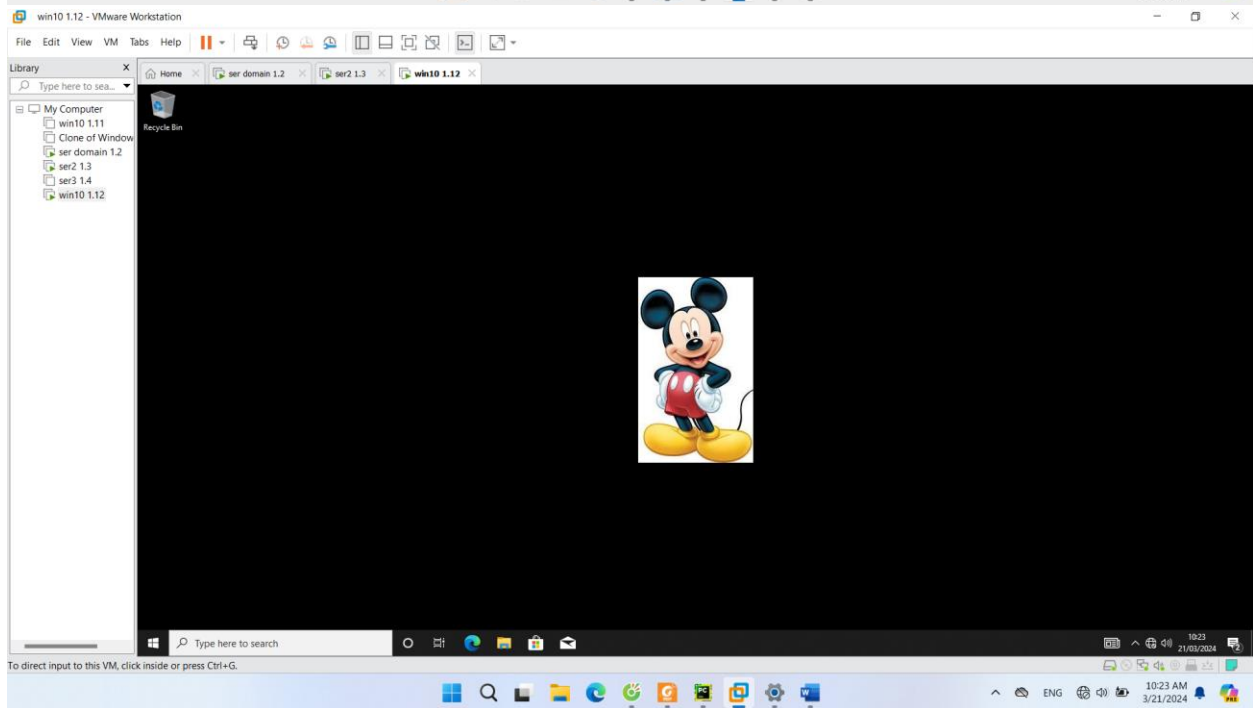 win10 1.12 - VMware Workstation
File Edit View VM Tabs Help
Library X
Type here to sea...
Home ser domain 1.2 ser2 1.3 win10 1.12
My Computer
win10 1.11
Clone of Window
ser domain 1.2
ser2 1.3
ser3 1.4
win10 1.12
Recycle Bin
Type here to search
10:23
21/03/2024
2
To direct input to this VM, click inside or press Ctrl+G.
ENG
10:23 AM
3/21/2024
PRE